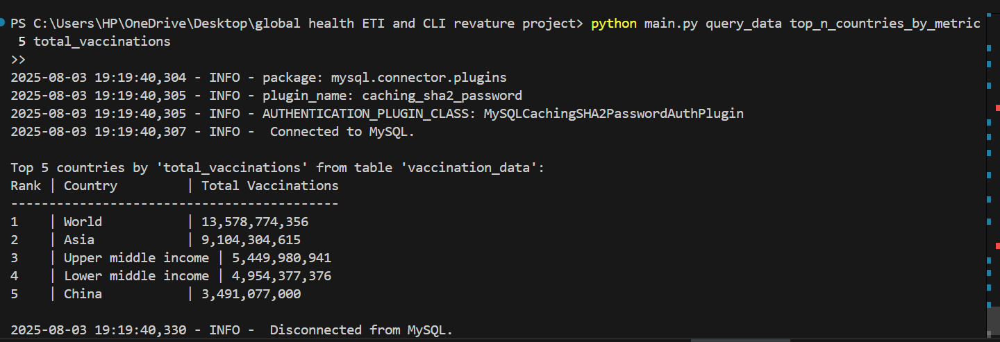 PS C:\Users\HP\OneDrive\Desktop\global health ETI and CLI revature project> python main.py query_data top_n_countries_by_metric
5 total_vaccinations
>>
2025-08-03 19:19:40,304 - INFO - package: mysql.connector.plugins
2025-08-03 19:19:40,305 - INFO - plugin_name: caching_sha2_password
2025-08-03 19:19:40,305 - INFO - AUTHENTICATION_PLUGIN_CLASS: MySQLCachingSHA2PasswordAuthPlugin
2025-08-03 19:19:40,307 - INFO -  Connected to MySQL.
Top 5 countries by 'total_vaccinations' from table 'vaccination_data':
Rank | Country         | Total Vaccinations
-------------------------------------------
1    | World           | 13,578,774,356
2    | Asia            | 9,104,304,615
3    | Upper middle income | 5,449,980,941
4    | Lower middle income | 4,954,377,376
5    | China           | 3,491,077,000
2025-08-03 19:19:40,330 - INFO -  Disconnected from MySQL.